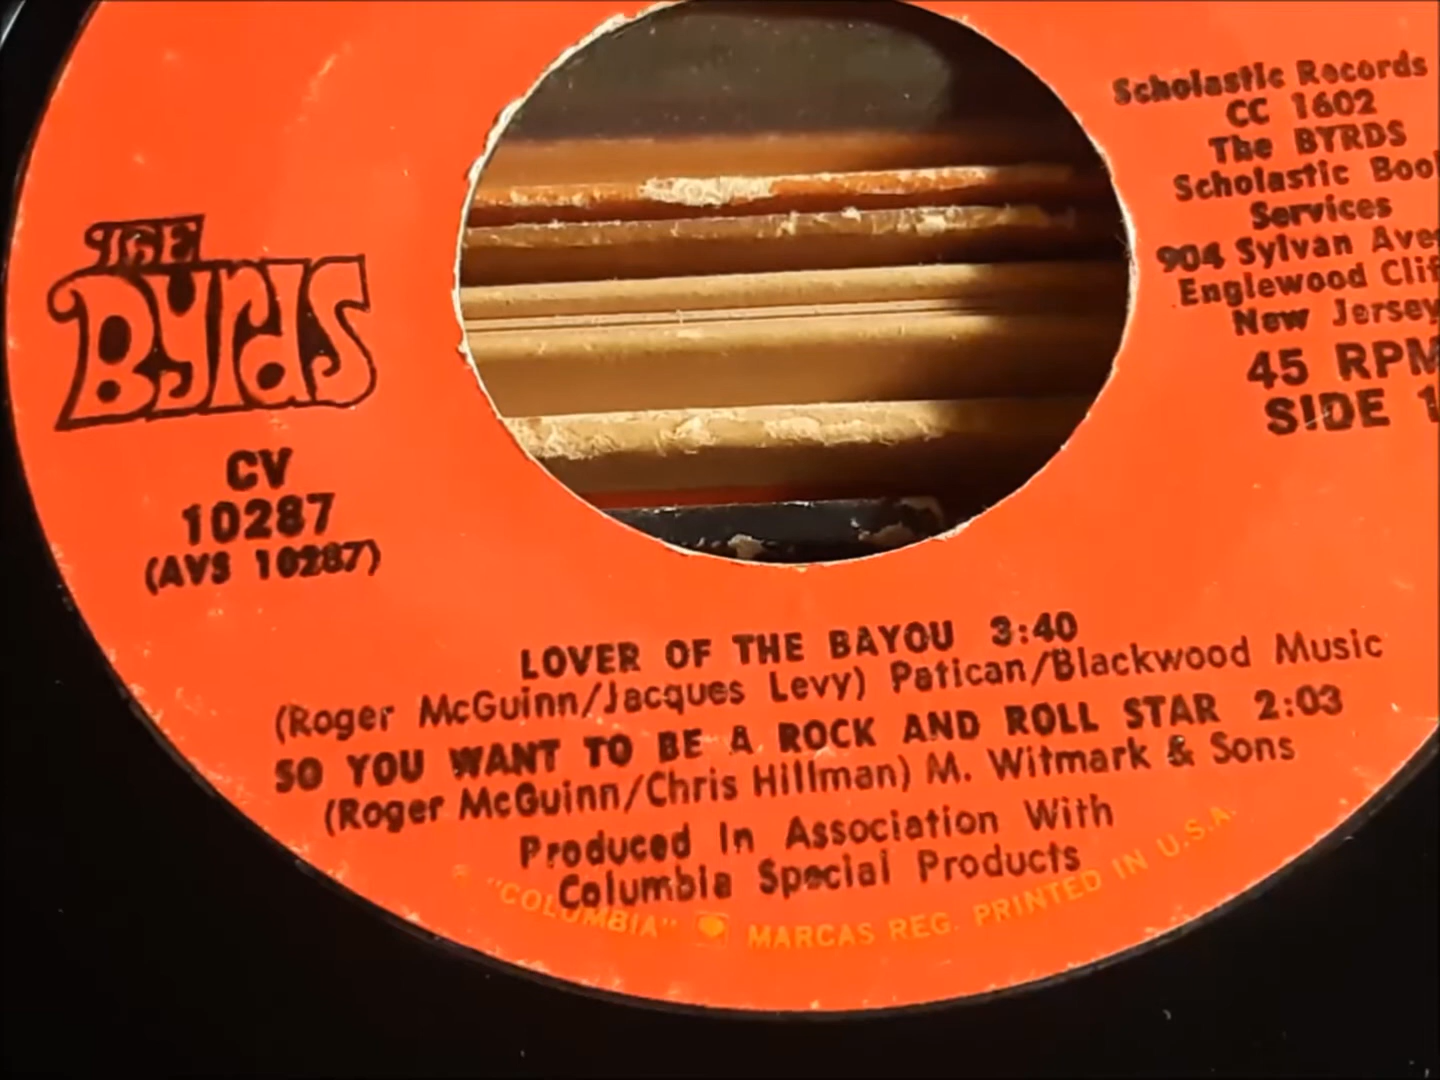 THE
Byrds
CV
10287
(AVS 10287)
Scholastic Records
CC 1602
The BYRDS
Scholastic Boo
Services
904 Sylvan Ave
Englewood Clif
New Jersey
45 RPM
SIDE 1
LOVER OF THE BAYOU 3:40
(Roger McGuinn/Jacques Levy) Patican/Blackwood Music
SO YOU WANT TO BE A ROCK AND ROLL STAR 2:03
(Roger McGuinn/Chris Hillman) M. Witmark & Sons
Produced In Association With
Columbia Special Products
"COLUMBIA" MARCAS REG. PRINTED IN U.S.A.